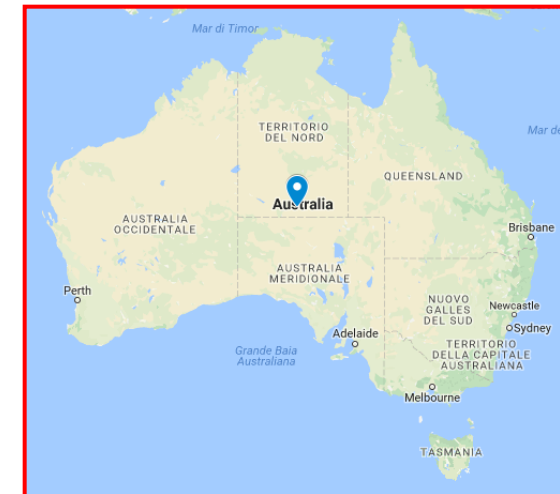 Mar di Timor
TERRITORIO
DEL NORD
Mar de
QUEENSLAND
Australia
AUSTRALIA
OCCIDENTALE
Brisbane
AUSTRALIA
MERIDIONALE
Perth
NUOVO
GALLES
DEL SUD
Newcastle
Sydney
Adelaide
Grande Baia
Australiana
TERRITORIO
DELLA CAPITALE
AUSTRALIANA
Melbourne
TASMANIA